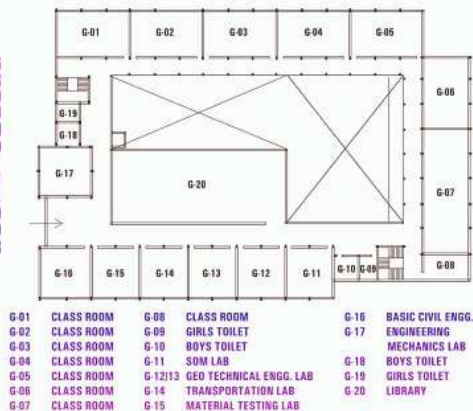 G-01 G-02 G-03 G-04 G-05
G-06
G-19
G-18
G-17
G-20
G-07
G-16 G-15 G-14 G-13 G-12 G-11 G-10 G-09 G-08
G-01 CLASS ROOM G-08 CLASS ROOM G-16 BASIC CIVIL ENGG.
G-02 CLASS ROOM G-09 GIRLS TOILET G-17 ENGINEERING
G-03 CLASS ROOM G-10 BOYS TOILET MECHANICS LAB
G-04 CLASS ROOM G-11 SOM LAB G-18 BOYS TOILET
G-05 CLASS ROOM G-12/13 GEO TECHNICAL ENGG. LAB G-19 GIRLS TOILET
G-06 CLASS ROOM G-14 TRANSPORTATION LAB G-20 LIBRARY
G-07 CLASS ROOM G-15 MATERIAL TESTING LAB